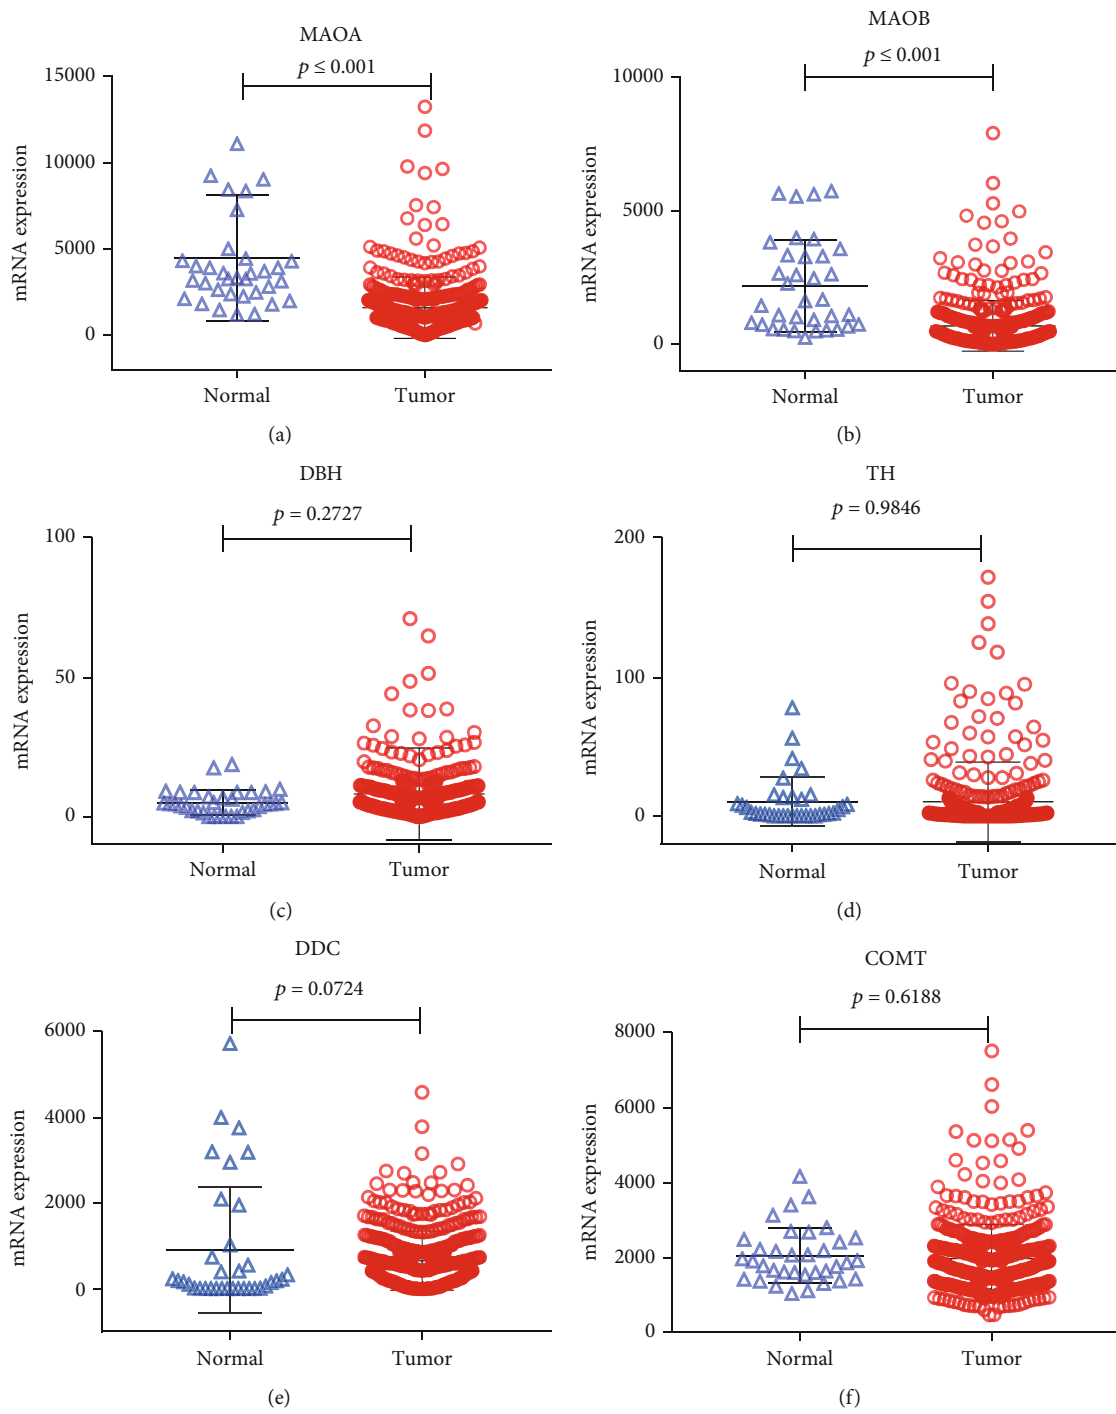 MAOA
p ≤ 0.001
15000
10000
5000
0
mRNA expression
Normal
Tumor
(a)
MAOB
p ≤ 0.001
10000
5000
0
mRNA expression
Normal
Tumor
(b)
DBH
p = 0.2727
100
50
0
mRNA expression
Normal
Tumor
(c)
TH
p = 0.9846
200
100
0
mRNA expression
Normal
Tumor
(d)
DDC
p = 0.0724
6000
4000
2000
0
mRNA expression
Normal
Tumor
(e)
COMT
p = 0.6188
8000
6000
4000
2000
0
mRNA expression
Normal
Tumor
(f)